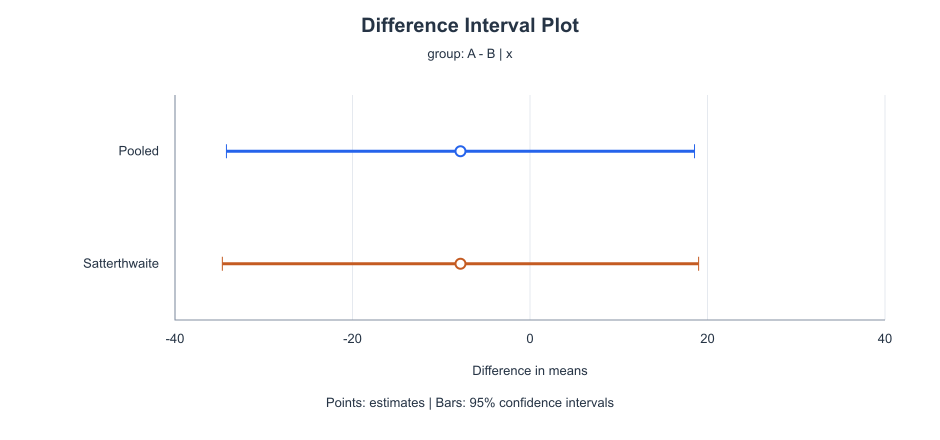 Difference Interval Plot
group: A - B | x
Pooled
Satterthwaite
-40 -20 0 20 40
Difference in means
Points: estimates | Bars: 95% confidence intervals